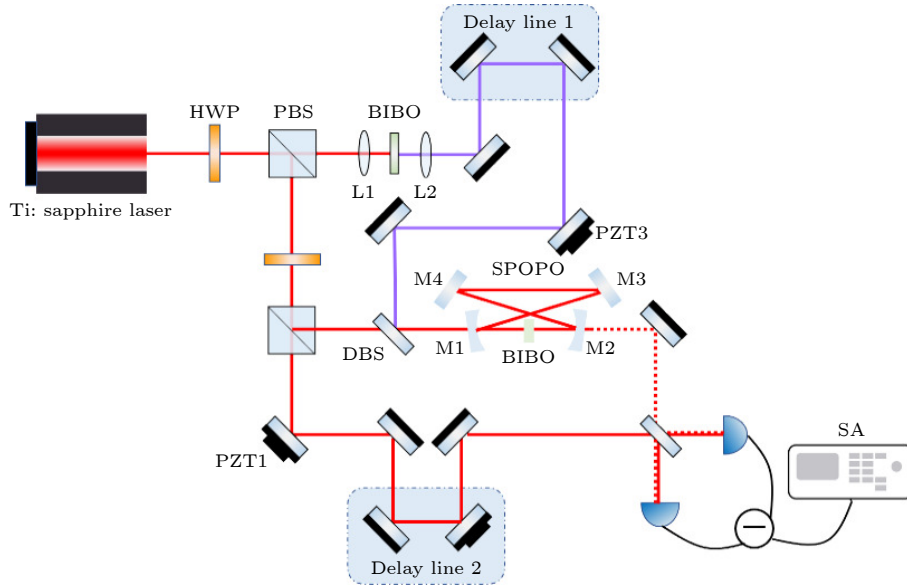 Delay line 1
HWP
PBS
BIBO
L1
L2
Ti: sapphire laser
PZT3
SPOPO
M4
M3
DBS
M1
BIBO
M2
PZT1
SA
Delay line 2